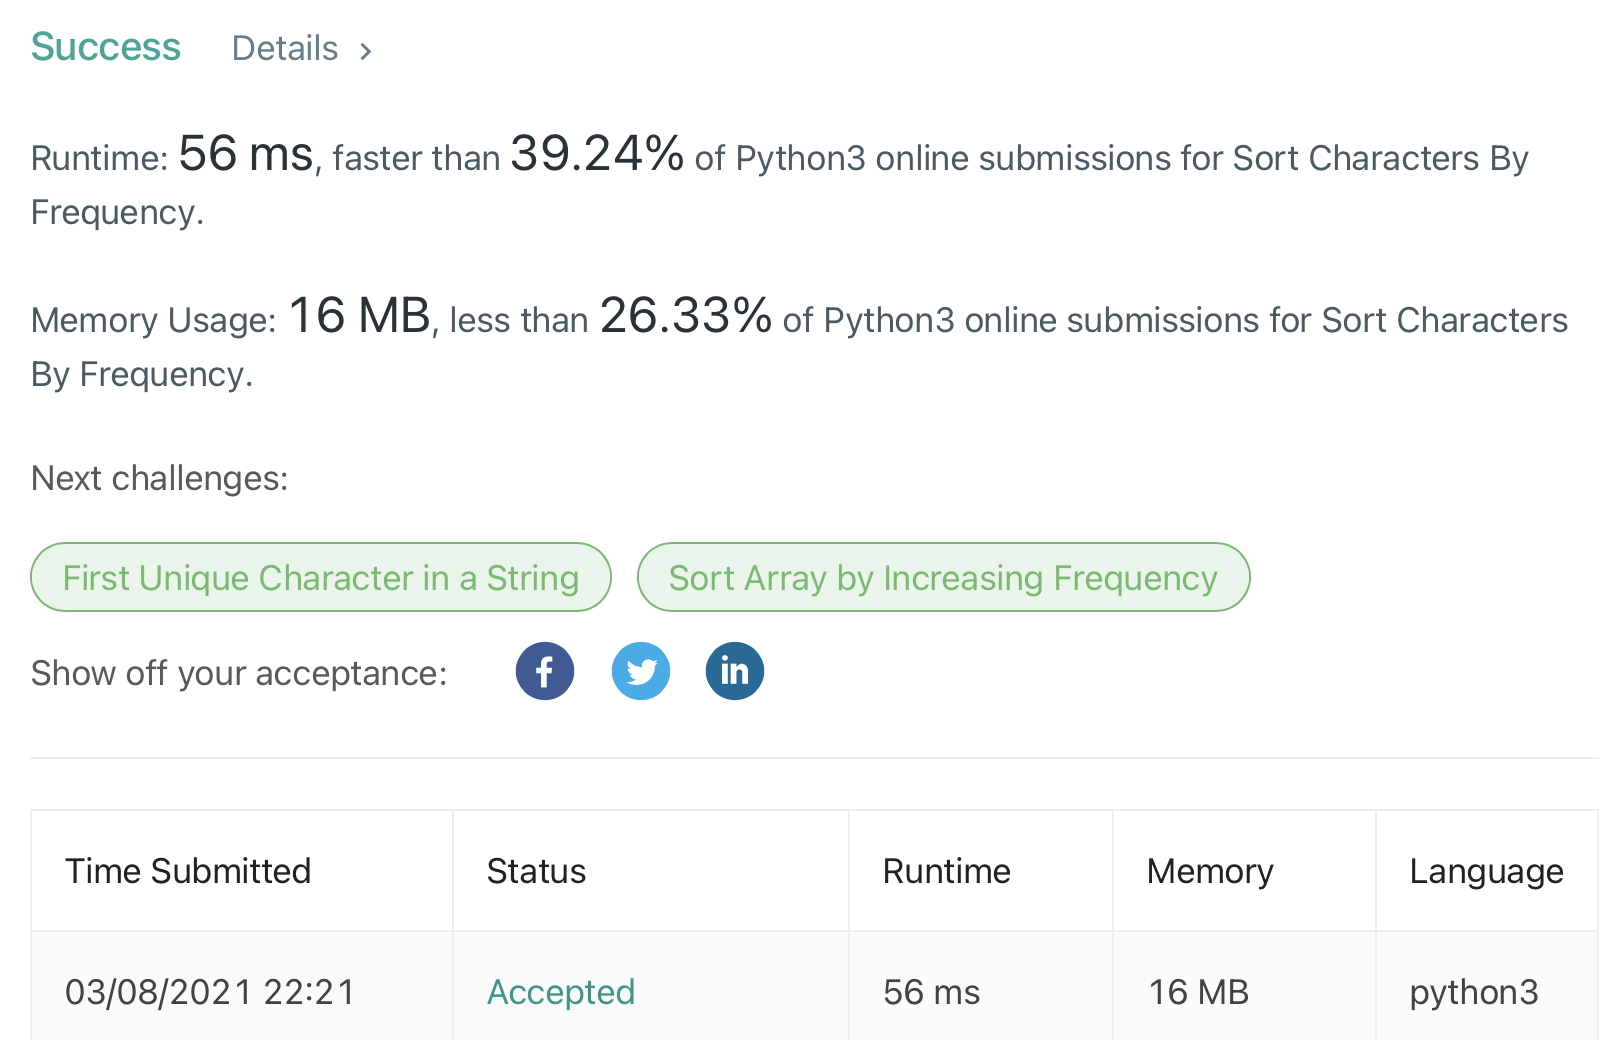 Success Details >
Runtime: 56 ms, faster than 39.24% of Python3 online submissions for Sort Characters By
Frequency.
Memory Usage: 16 MB, less than 26.33% of Python3 online submissions for Sort Characters
By Frequency.
Next challenges:
First Unique Character in a String Sort Array by Increasing Frequency
Show off your acceptance: f in
Time Submitted Status Runtime Memory Language
03/08/2021 22:21 Accepted 56 ms 16 MB python3